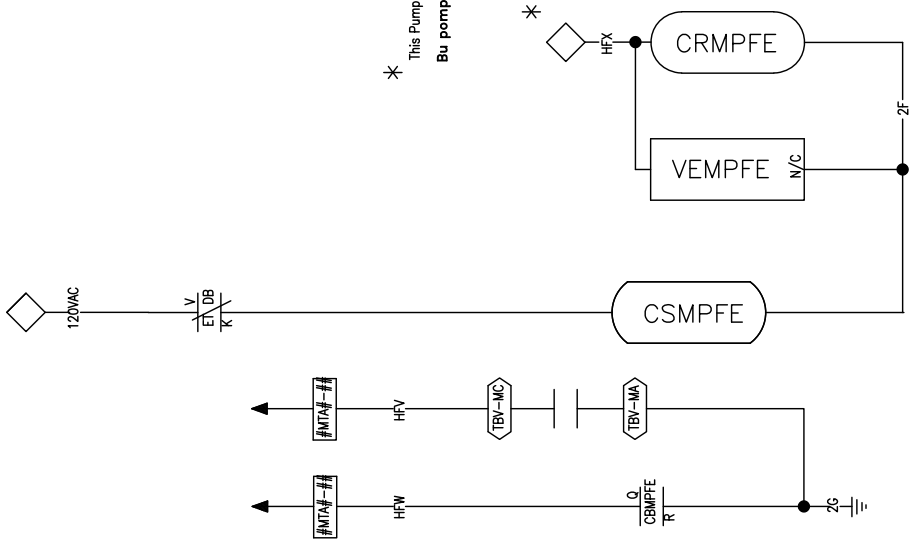 This Pump
Bu pomp
HFX
CRMPFE
2F
VEMPFE
N/C
120VAC
V
ET DB
K
CSMPFE
#MTA#-##
HFV
TBV-MC
TBV-MA
#MTA#-##
HFW
Q
CBMPFE
R
2G